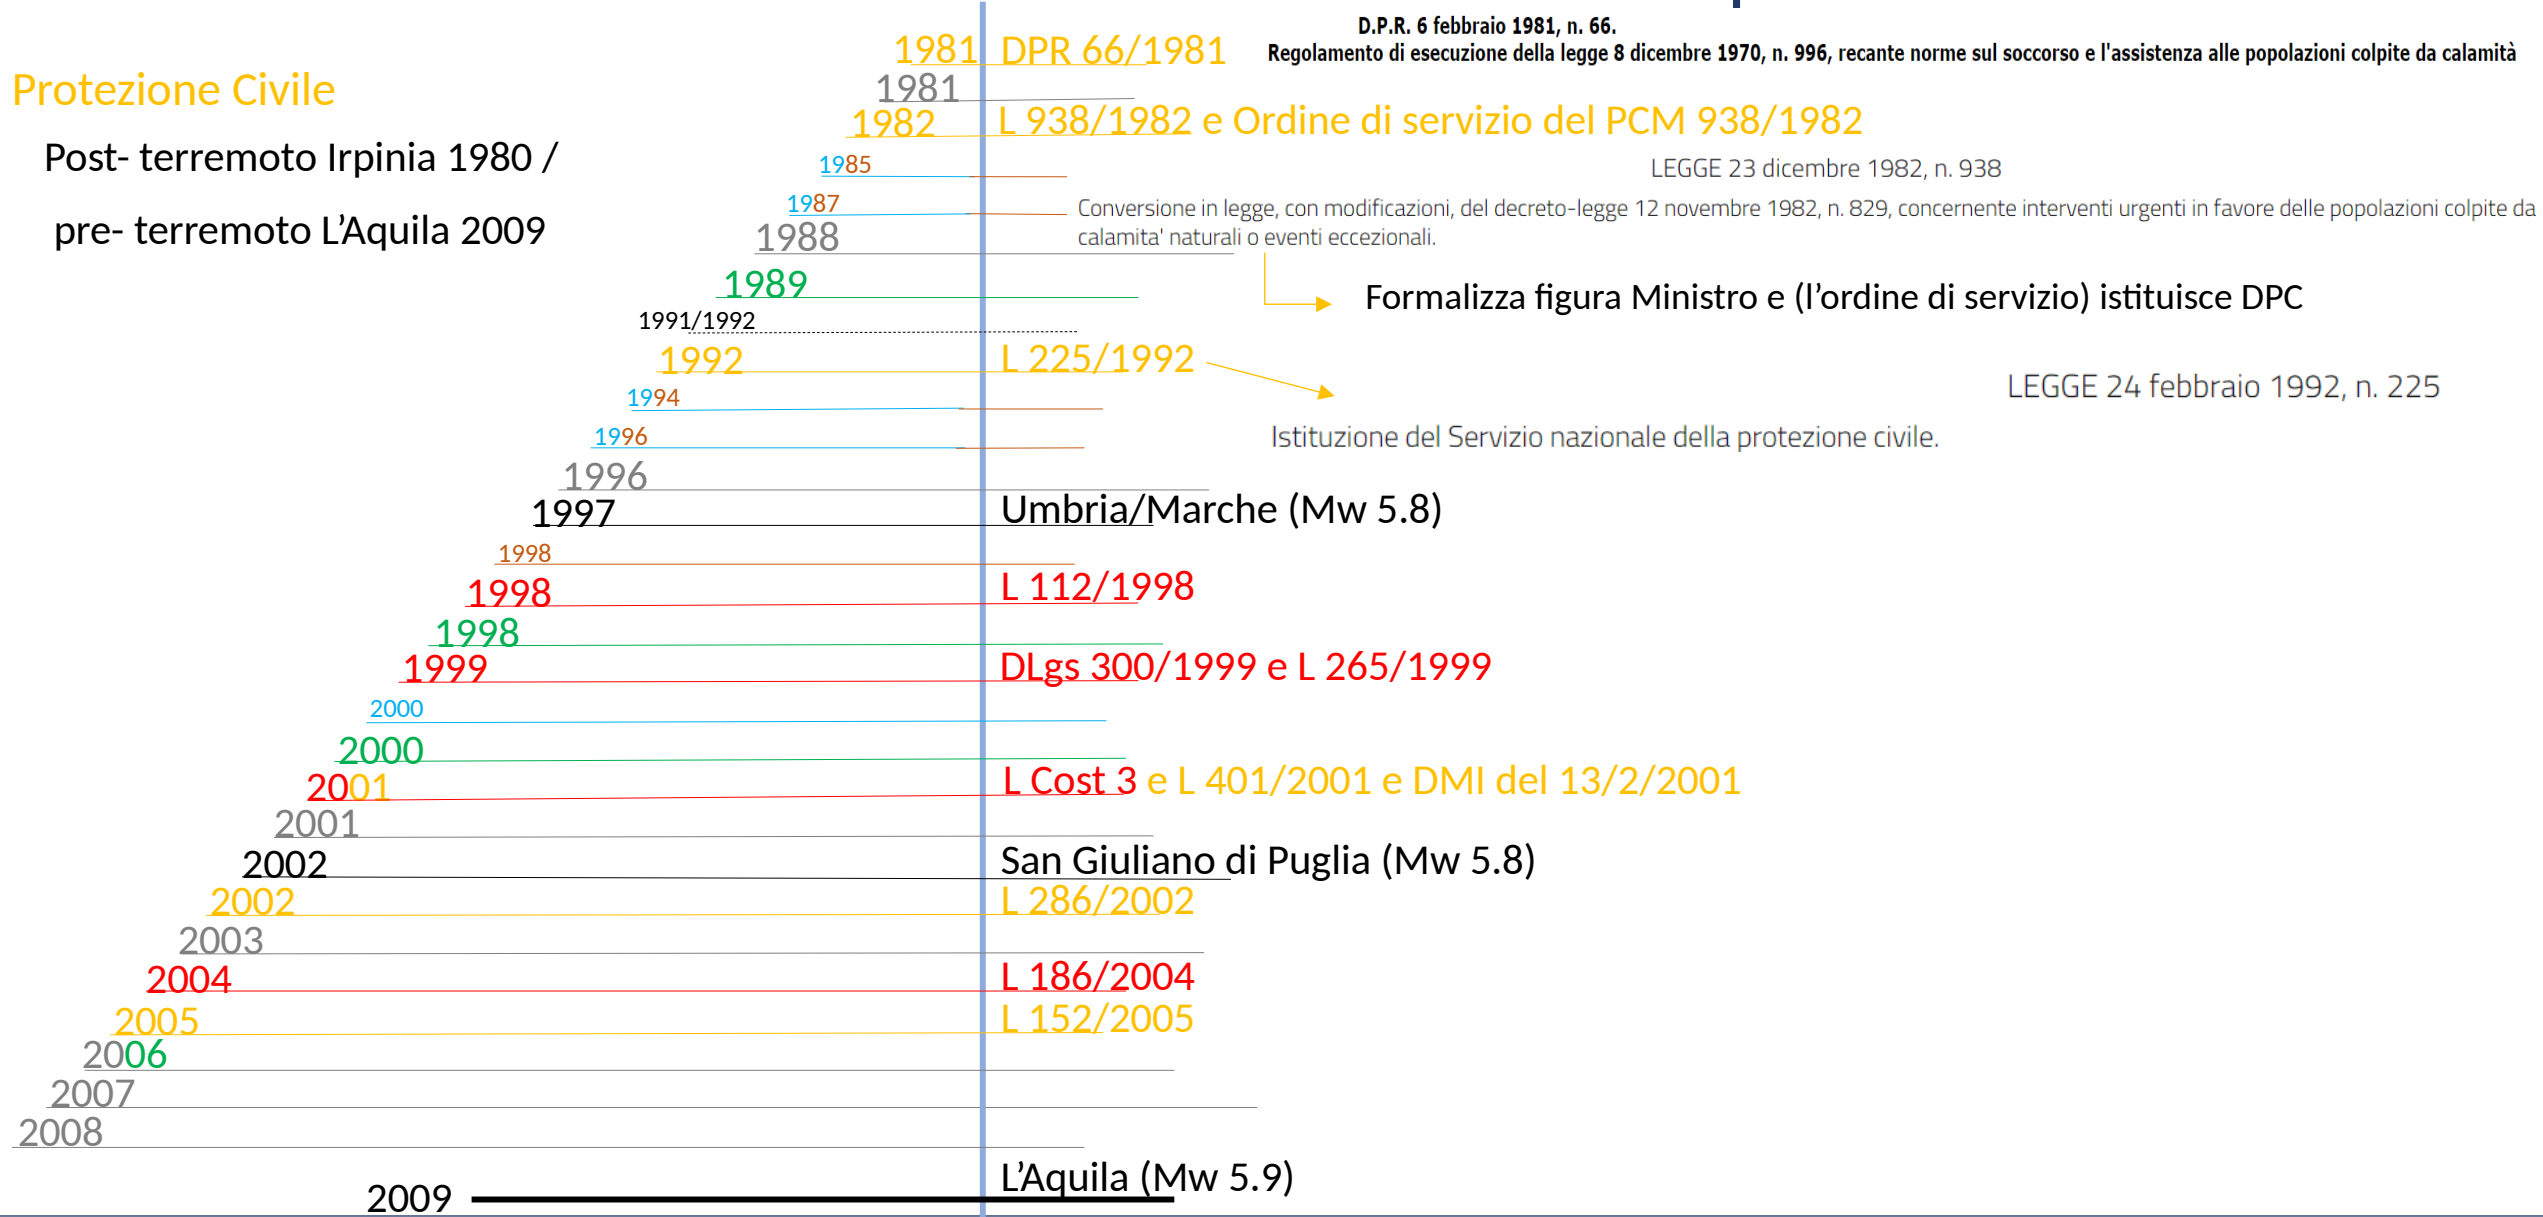 D.P.R. 6 febbraio 1981, n. 66.
Regolamento di esecuzione della legge 8 dicembre 1970, n. 996, recante norme sul soccorso e l'assistenza alle popolazioni colpite da calamità
1981 DPR 66/1981
Protezione Civile
1981
1982 L 938/1982 e Ordine di servizio del PCM 938/1982
Post- terremoto Irpinia 1980 /
pre- terremoto L’Aquila 2009
1985
LEGGE 23 dicembre 1982, n. 938
1987
Conversione in legge, con modificazioni, del decreto-legge 12 novembre 1982, n. 829, concernente interventi urgenti in favore delle popolazioni colpite da
calamita' naturali o eventi eccezionali.
1988
1989
Formalizza figura Ministro e (l’ordine di servizio) istituisce DPC
1991/1992
1992 L 225/1992
LEGGE 24 febbraio 1992, n. 225
Istituzione del Servizio nazionale della protezione civile.
1994
1996
1996
1997 Umbria/Marche (Mw 5.8)
1998
1998 L 112/1998
1998
1999 DLgs 300/1999 e L 265/1999
2000
2000
2001 L Cost 3 e L 401/2001 e DMI del 13/2/2001
2001
2002 San Giuliano di Puglia (Mw 5.8)
2002 L 286/2002
2003
2004 L 186/2004
2005 L 152/2005
2006
2007
2008
2009 L’Aquila (Mw 5.9)